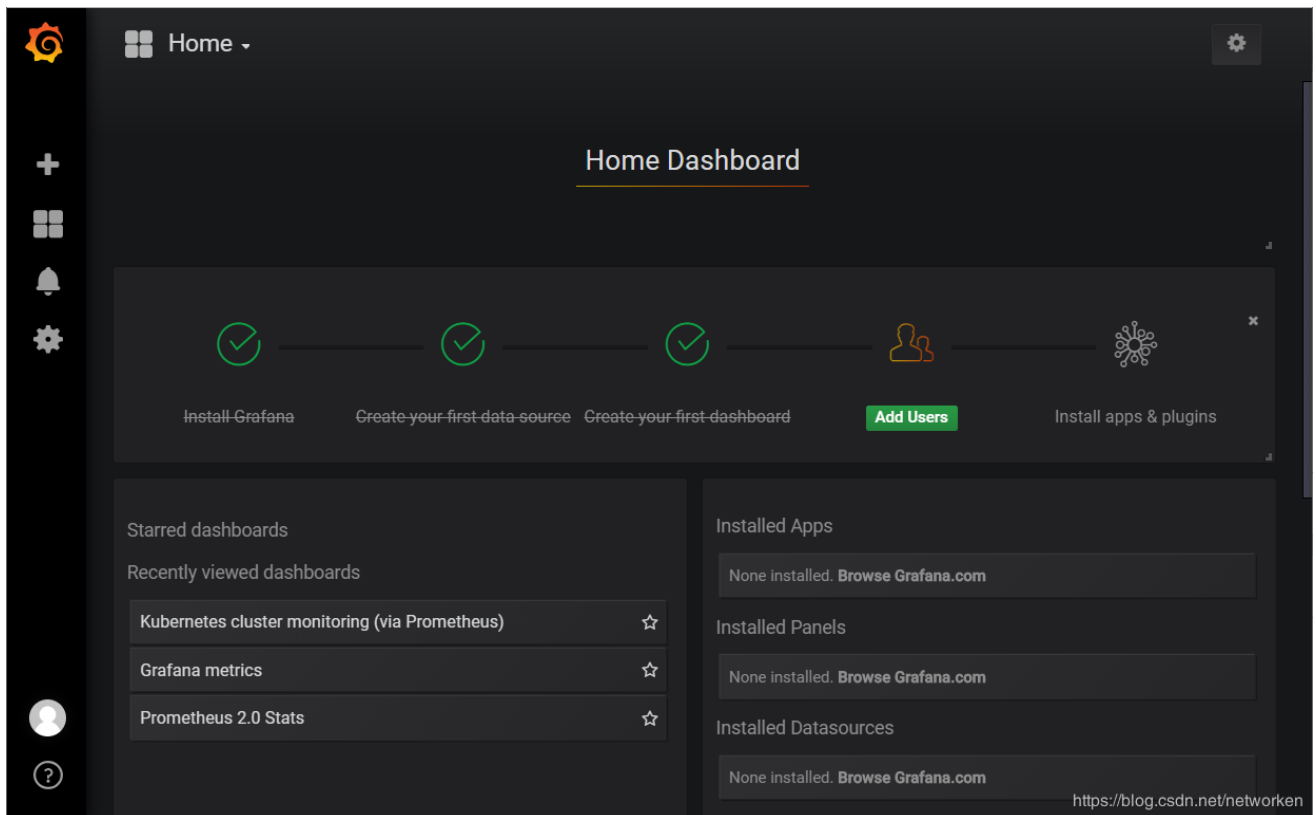 Home
Home Dashboard
Install Grafana
Create your first data source
Create your first dashboard
Add Users
Install apps & plugins
Starred dashboards
Recently viewed dashboards
Kubernetes cluster monitoring (via Prometheus)
Grafana metrics
Prometheus 2.0 Stats
Installed Apps
None installed. Browse Grafana.com
Installed Panels
None installed. Browse Grafana.com
Installed Datasources
None installed. Browse Grafana.com
https://blog.csdn.net/networken